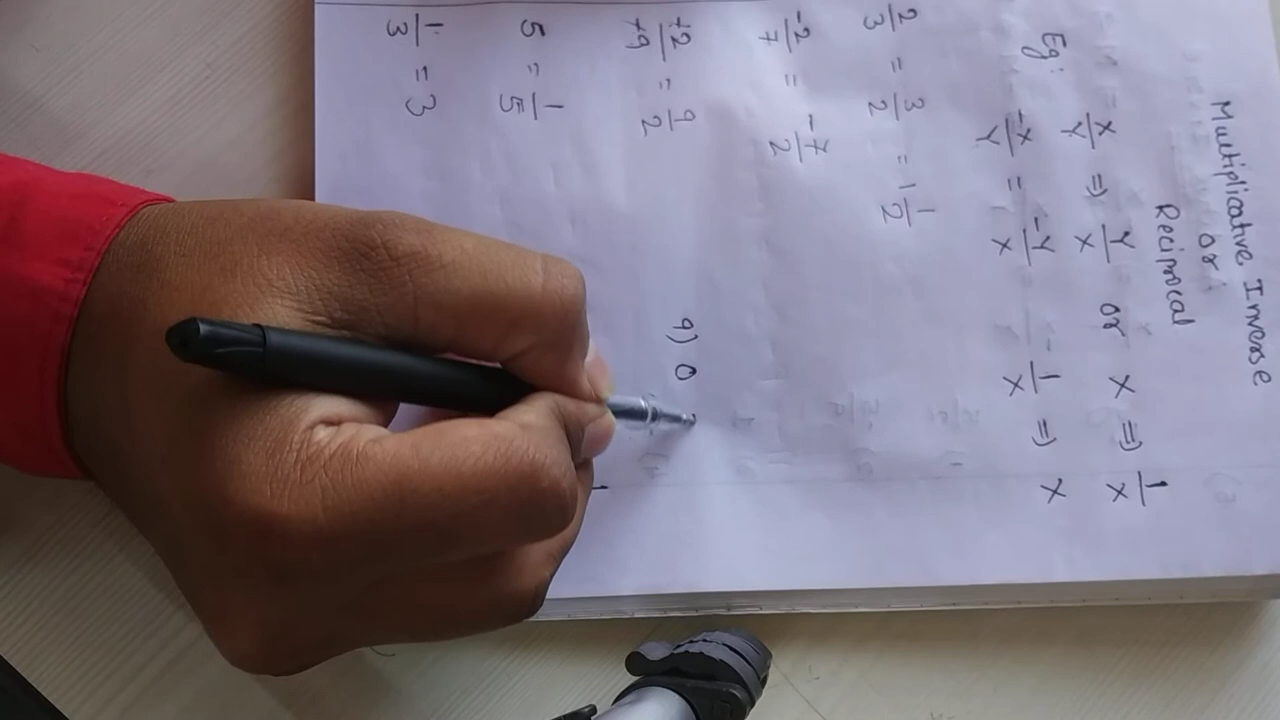 Multiplicative Inverse
or
Reciprocal
Eg: x/y => y/x or x => 1/x
-x/y = -y/x 1/x => x
2/3 = 3/2 = 1 1/2
-2/7 = -7/2
+2/+9 = 9/2
9) 0
5 = 1/5
1/3 = 3